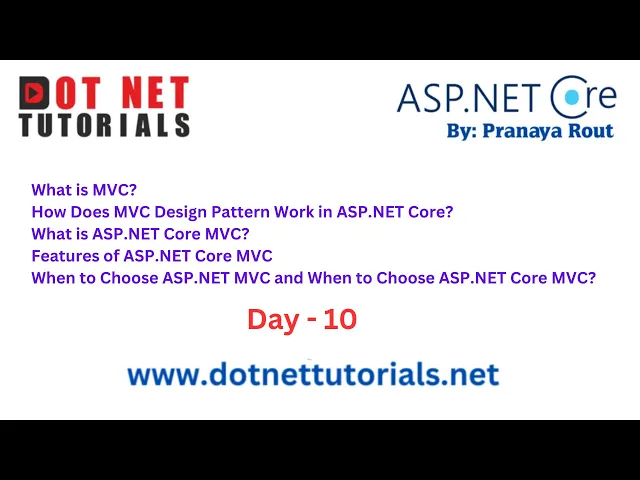 DOT NET
TUTORIALS
ASP.NET Core
By: Pranaya Rout
What is MVC?
How Does MVC Design Pattern Work in ASP.NET Core?
What is ASP.NET Core MVC?
Features of ASP.NET Core MVC
When to Choose ASP.NET MVC and When to Choose ASP.NET Core MVC?
Day - 10
www.dotnettutorials.net